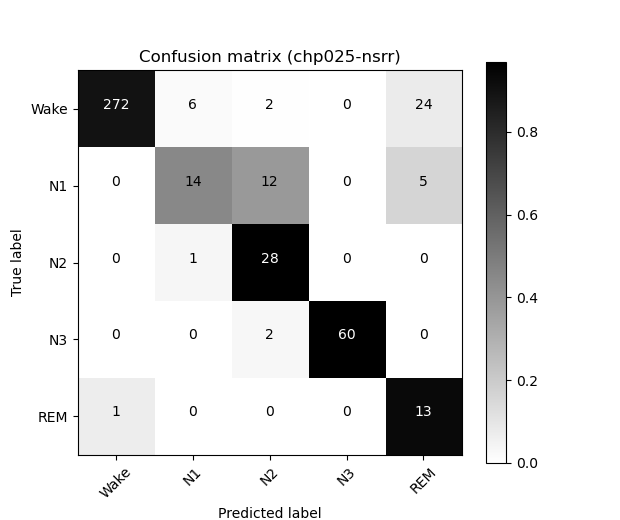 Confusion matrix (chp025-nsrr)
True label
Wake 272 6 2 0 24
N1 0 14 12 0 5
N2 0 1 28 0 0
N3 0 0 2 60 0
REM 1 0 0 0 13
Wake N1 N2 N3 REM
Predicted label
0.8
0.6
0.4
0.2
0.0